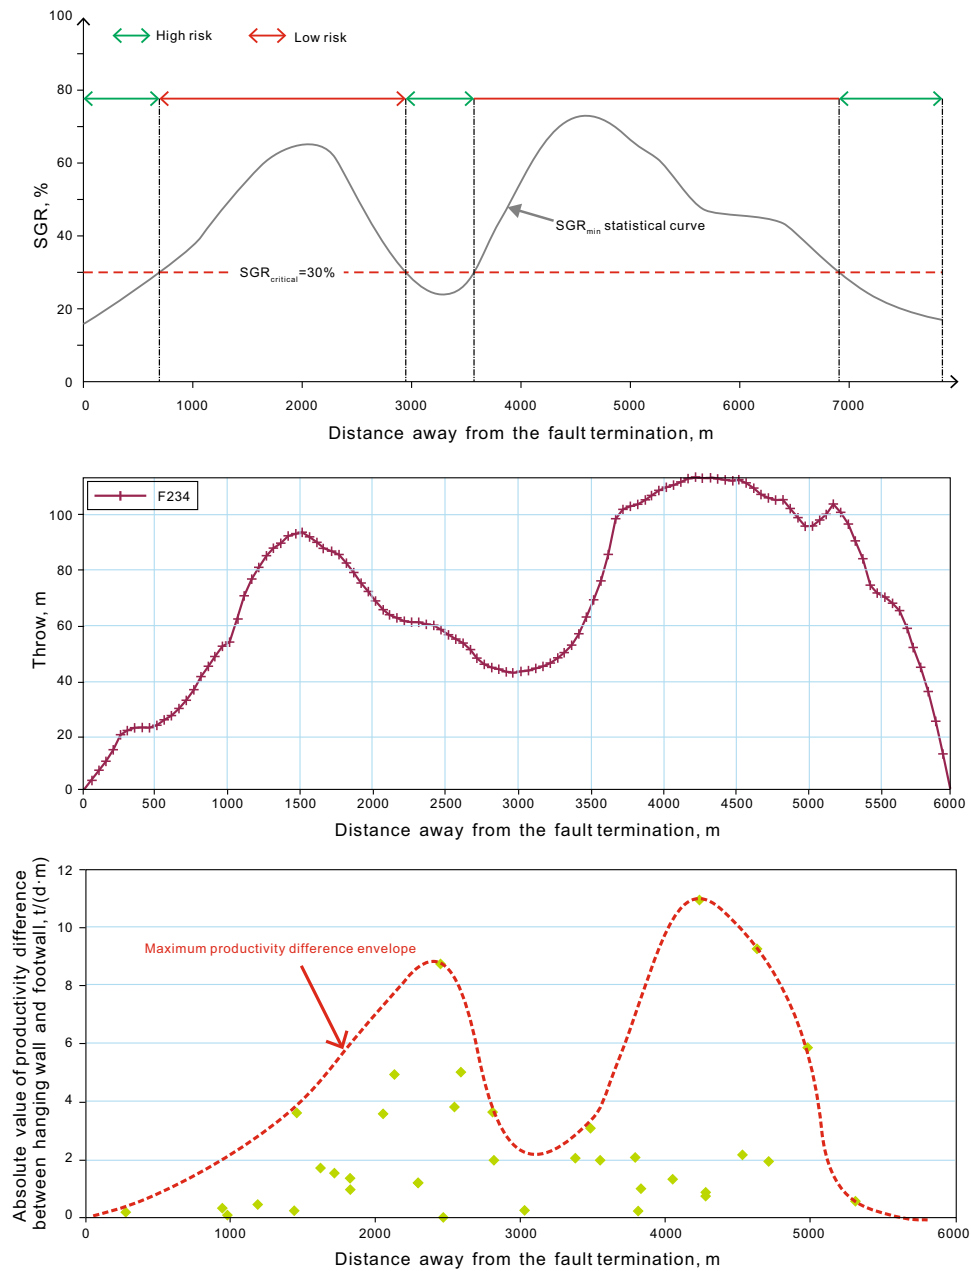 100
High risk
Low risk
80
60
40
20
0
SGR, %
SGRmin statistical curve
SGRcritical=30%
0 1000 2000 3000 4000 5000 6000 7000
Distance away from the fault termination, m
F234
100
80
60
40
20
0
Throw, m
0 500 1000 1500 2000 2500 3000 3500 4000 4500 5000 5500 6000
Distance away from the fault termination, m
Absolute value of productivity difference
between hanging wall and footwall, t/(d·m)
12
10
8
6
4
2
0
Maximum productivity difference envelope
0 1000 2000 3000 4000 5000 6000
Distance away from the fault termination, m